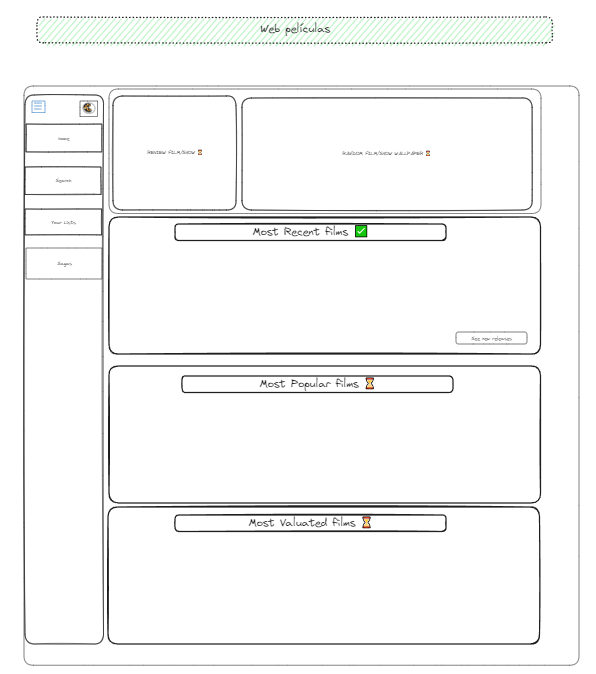 Web películas
Home
REVIEW FILM/SHOW ⌛
RANDOM FILM/SHOW WALLPAPER ⌛
Search
Your Lists
Sagas
Most Recent films ✅
See new releases
Most Popular films ⌛
Most Valuated films ⌛